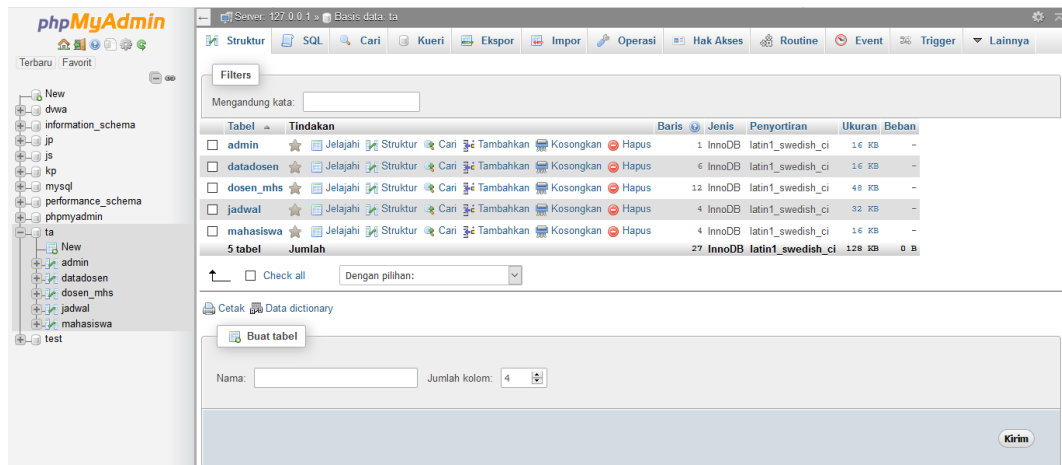 phpMyAdmin
Terbaru Favorit
New
dvwa
information_schema
jp
js
kp
mysql
performance_schema
phpmyadmin
ta
New
admin
datadosen
dosen_mhs
jadwal
mahasiswa
test
Server: 127.0.0.1 » Basis data: ta
Struktur SQL Cari Kueri Ekspor Impor Operasi Hak Akses Routine Event Trigger Lainnya
Filters
Mengandung kata:
Tabel Tindakan Baris Jenis Penyortiran Ukuran Beban
admin Jelajahi Struktur Cari Tambahkan Kosongkan Hapus 1 InnoDB latin1_swedish_ci 16 KB -
datadosen Jelajahi Struktur Cari Tambahkan Kosongkan Hapus 6 InnoDB latin1_swedish_ci 16 KB -
dosen_mhs Jelajahi Struktur Cari Tambahkan Kosongkan Hapus 12 InnoDB latin1_swedish_ci 48 KB -
jadwal Jelajahi Struktur Cari Tambahkan Kosongkan Hapus 4 InnoDB latin1_swedish_ci 32 KB -
mahasiswa Jelajahi Struktur Cari Tambahkan Kosongkan Hapus 4 InnoDB latin1_swedish_ci 16 KB -
5 tabel Jumlah 27 InnoDB latin1_swedish_ci 128 KB 0 B
Check all Dengan pilihan:
Cetak Data dictionary
Buat tabel
Nama: Jumlah kolom: 4
Kirim